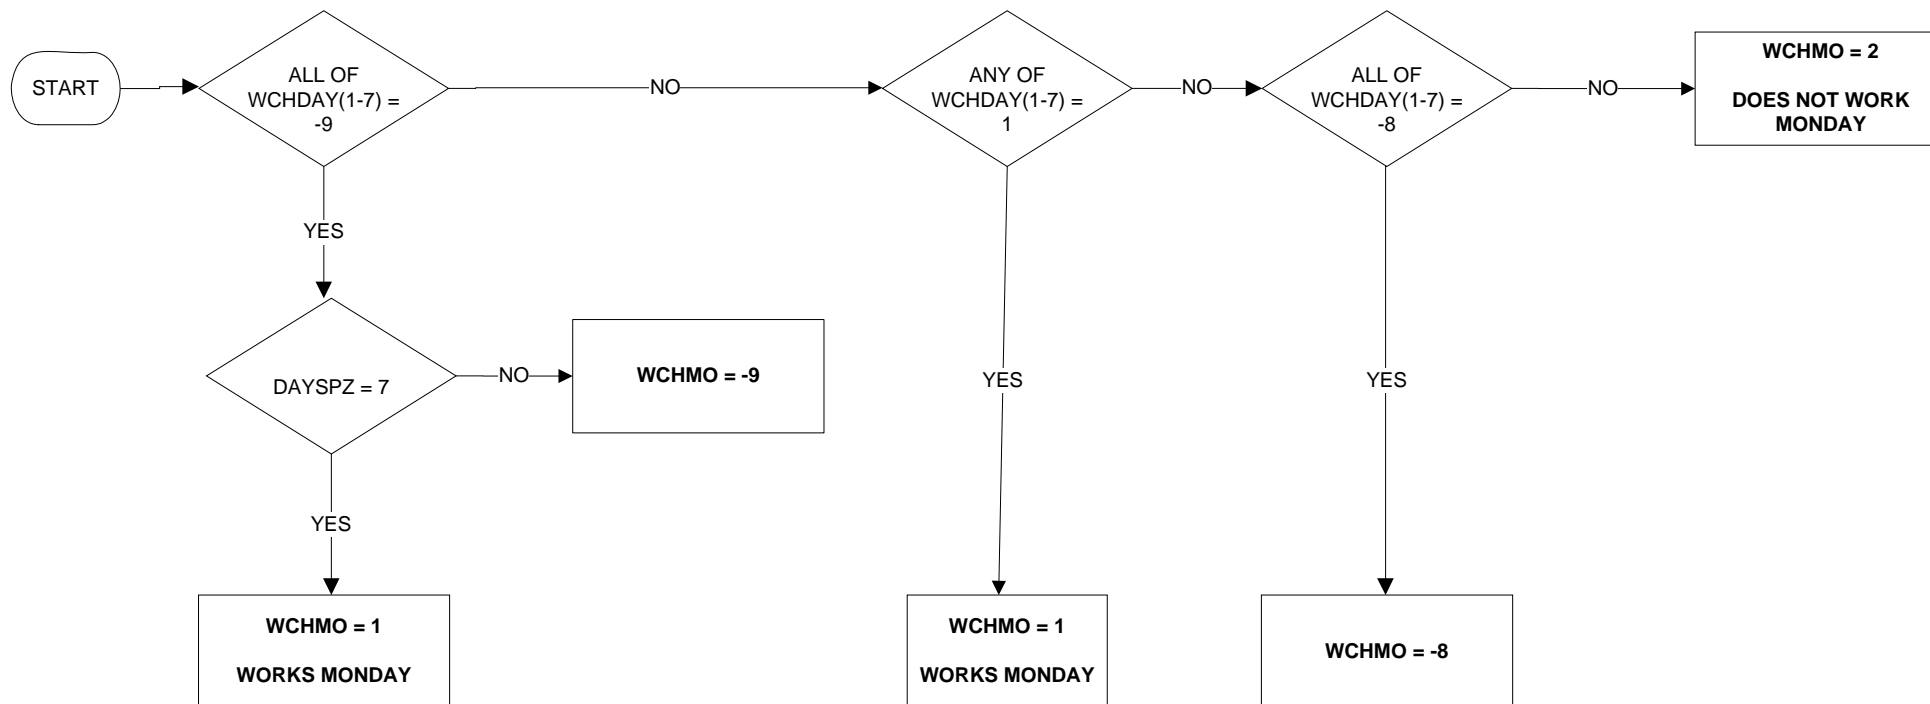 START
ALL OF
WCHDAY(1-7) =
-9
NO
ANY OF
WCHDAY(1-7) =
1
NO
ALL OF
WCHDAY(1-7) =
-8
NO
WCHMO = 2
DOES NOT WORK
MONDAY
YES
DAYSPZ = 7
NO
WCHMO = -9
YES
YES
YES
WCHMO = 1
WORKS MONDAY
WCHMO = 1
WORKS MONDAY
WCHMO = -8